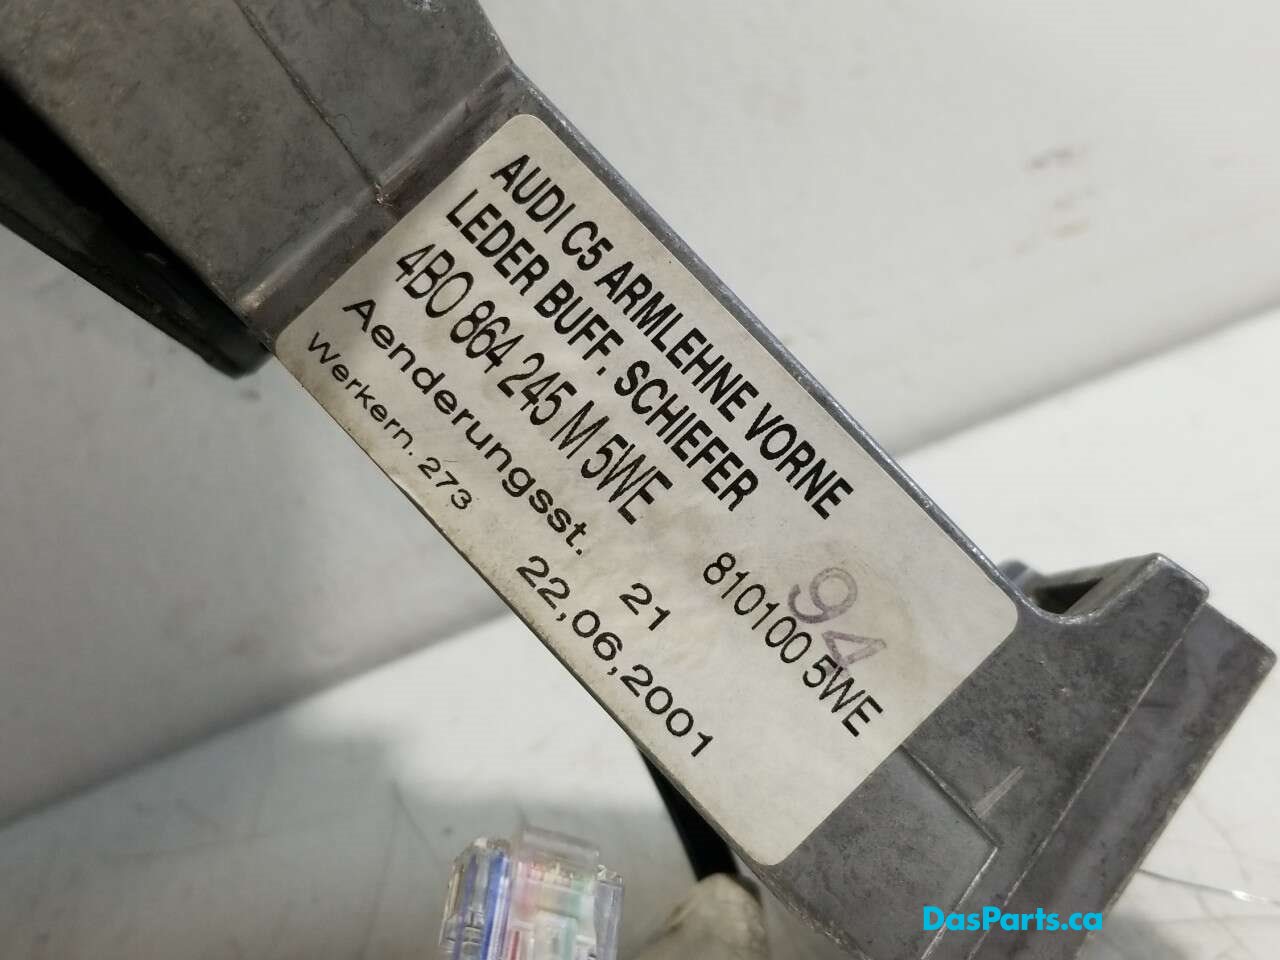 AUDI C5 ARMLEHNE VORNE
LEDER BUFF. SCHIEFER
4B0 864 245 M 5WE
810100 5WE
Aenderungsst. 21
Werkern. 273
22,06,2001
94
DasParts.ca